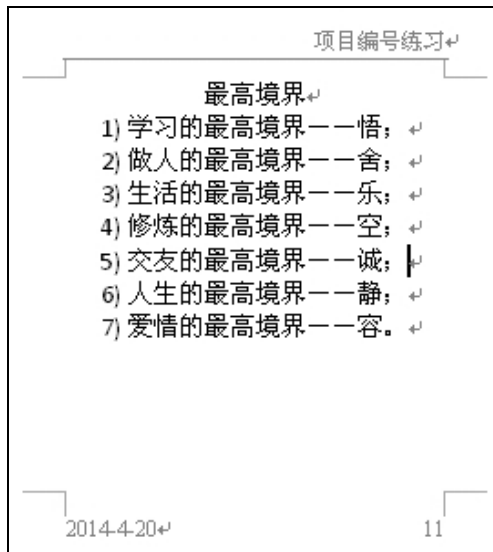 项目编号练习
最高境界
1) 学习的最高境界——悟；
2) 做人的最高境界——舍；
3) 生活的最高境界——乐；
4) 修炼的最高境界——空；
5) 交友的最高境界——诚；
6) 人生的最高境界——静；
7) 爱情的最高境界——容。
2014-4-20 11